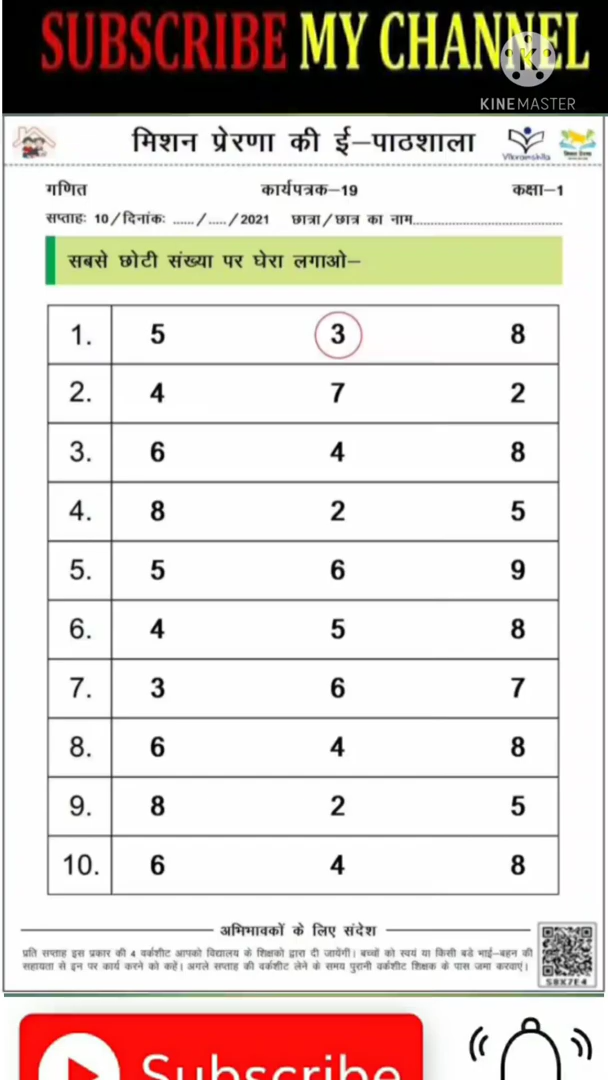 SUBSCRIBE MY CHANNEL
KINEMASTER
मिशन प्रेरणा की ई–पाठशाला
Vikramshila
गणित कार्यपत्रक–19 कक्षा–1
सप्ताहः 10/दिनांकः ...../...../2021 छात्रा/छात्र का नाम.......................................
सबसे छोटी संख्या पर घेरा लगाओ–
1. 5 3 8
2. 4 7 2
3. 6 4 8
4. 8 2 5
5. 5 6 9
6. 4 5 8
7. 3 6 7
8. 6 4 8
9. 8 2 5
10. 6 4 8
अभिभावकों के लिए संदेश
प्रति सप्ताह इस प्रकार की 4 वर्कशीट आपको विद्यालय के शिक्षकों द्वारा दी जायेंगी। बच्चों को स्वयं या किसी बडे भाई–बहन की
सहायता से इन पर कार्य करने को कहें। अगले सप्ताह की वर्कशीट लेने के समय पुरानी वर्कशीट शिक्षक के पास जमा करवाएं।
S8X7E4
Subscribe